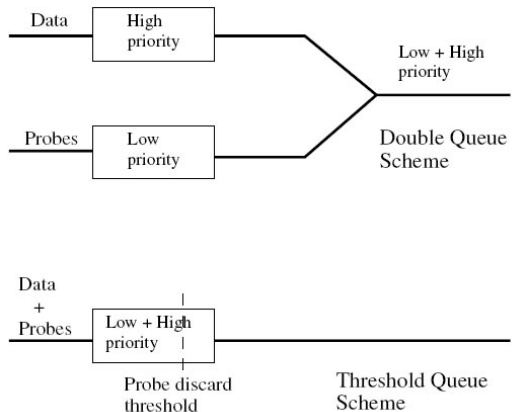 Data
High
priority
Low + High
priority
Probes
Low
priority
Double Queue
Scheme
Data
+
Probes
Low + High
priority
Probe discard
threshold
Threshold Queue
Scheme